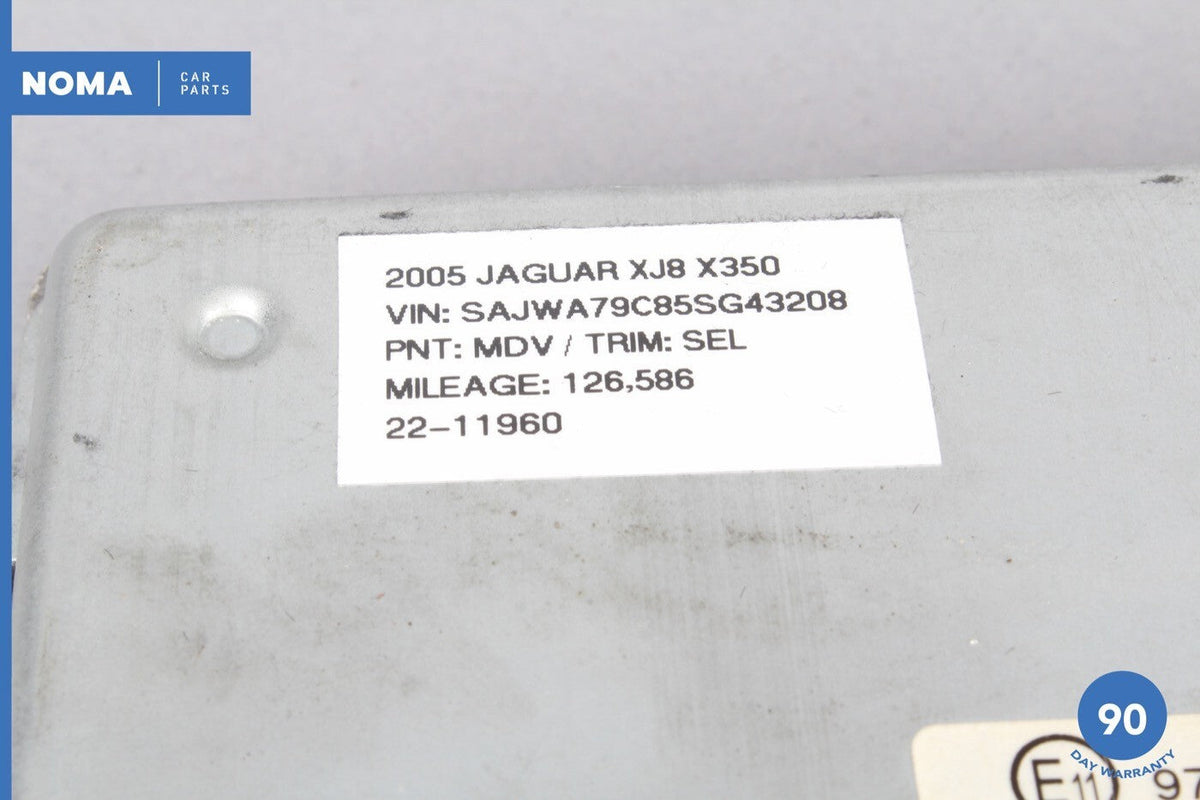 NOMA CAR PARTS
2005 JAGUAR XJ8 X350
VIN: SAJWA79C85SG43208
PNT: MDV / TRIM: SEL
MILEAGE: 126,586
22-11960
90
DAY WARRANTY
E11 97